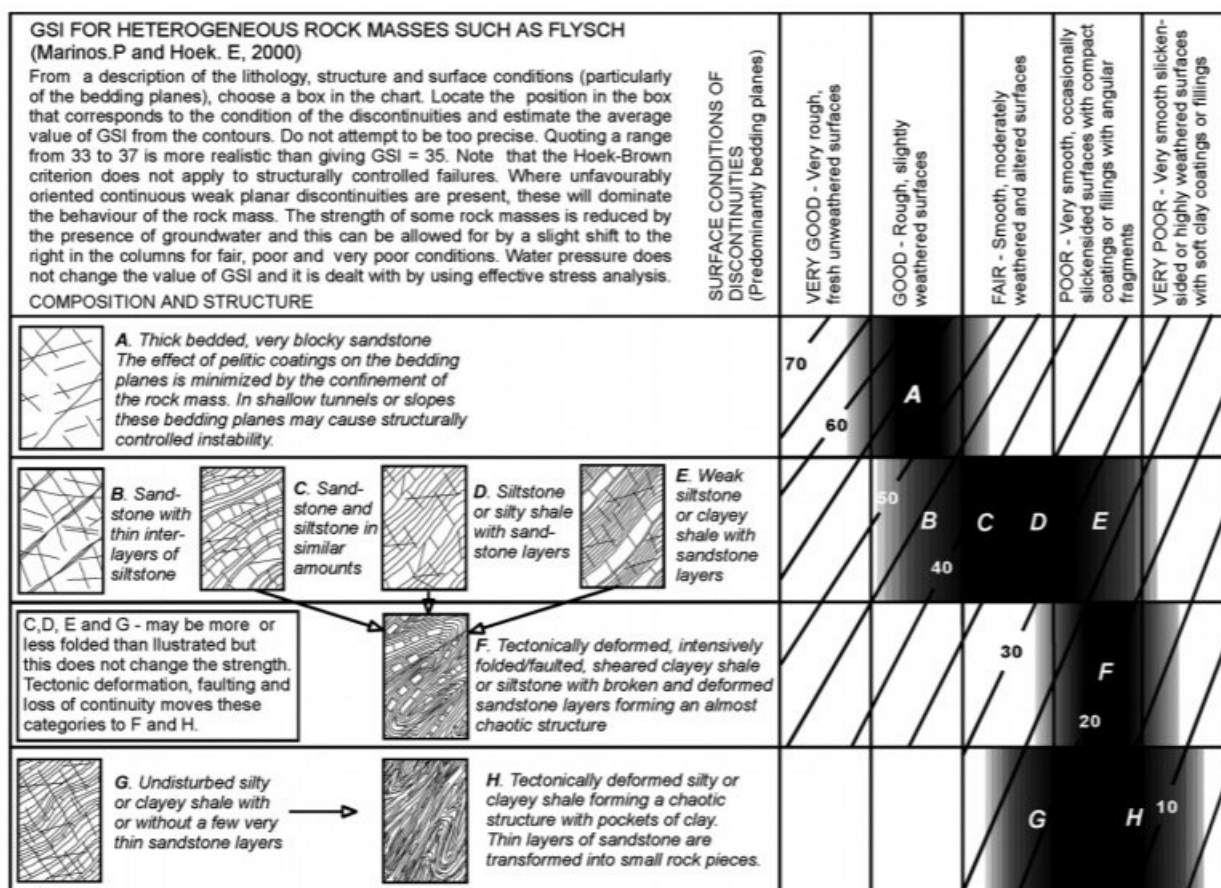 GSI FOR HETEROGENEOUS ROCK MASSES SUCH AS FLYSCH
(Marinos.P and Hoek. E, 2000)
From a description of the lithology, structure and surface conditions (particularly
of the bedding planes), choose a box in the chart. Locate the position in the box
that corresponds to the condition of the discontinuities and estimate the average
value of GSI from the contours. Do not attempt to be too precise. Quoting a range
from 33 to 37 is more realistic than giving GSI = 35. Note that the Hoek-Brown
criterion does not apply to structurally controlled failures. Where unfavourably
oriented continuous weak planar discontinuities are present, these will dominate
the behaviour of the rock mass. The strength of some rock masses is reduced by
the presence of groundwater and this can be allowed for by a slight shift to the
right in the columns for fair, poor and very poor conditions. Water pressure does
not change the value of GSI and it is dealt with by using effective stress analysis.
COMPOSITION AND STRUCTURE
SURFACE CONDITIONS OF
DISCONTINUITIES
(Predominantly bedding planes)
VERY GOOD - Very rough,
fresh unweathered surfaces
GOOD - Rough, slightly
weathered surfaces
FAIR - Smooth, moderately
weathered and altered surfaces
POOR - Very smooth, occasionally
slickensided surfaces with compact
coatings or fillings with angular
fragments
VERY POOR - Very smooth slicken-
sided or highly weathered surfaces
with soft clay coatings or fillings
A. Thick bedded, very blocky sandstone
The effect of pelitic coatings on the bedding
planes is minimized by the confinement of
the rock mass. In shallow tunnels or slopes
these bedding planes may cause structurally
controlled instability.
70
60
A
B. Sand-
stone with
thin inter-
layers of
siltstone
C. Sand-
stone and
siltstone in
similar
amounts
D. Siltstone
or silty shale
with sand-
stone layers
E. Weak
siltstone
or clayey
shale with
sandstone
layers
50
B
C
D
E
40
C,D, E and G - may be more or
less folded than llustrated but
this does not change the strength.
Tectonic deformation, faulting and
loss of continuity moves these
categories to F and H.
F. Tectonically deformed, intensively
folded/faulted, sheared clayey shale
or siltstone with broken and deformed
sandstone layers forming an almost
chaotic structure
30
F
20
G. Undisturbed silty
or clayey shale with
or without a few very
thin sandstone layers
H. Tectonically deformed silty or
clayey shale forming a chaotic
structure with pockets of clay.
Thin layers of sandstone are
transformed into small rock pieces.
G
H
10